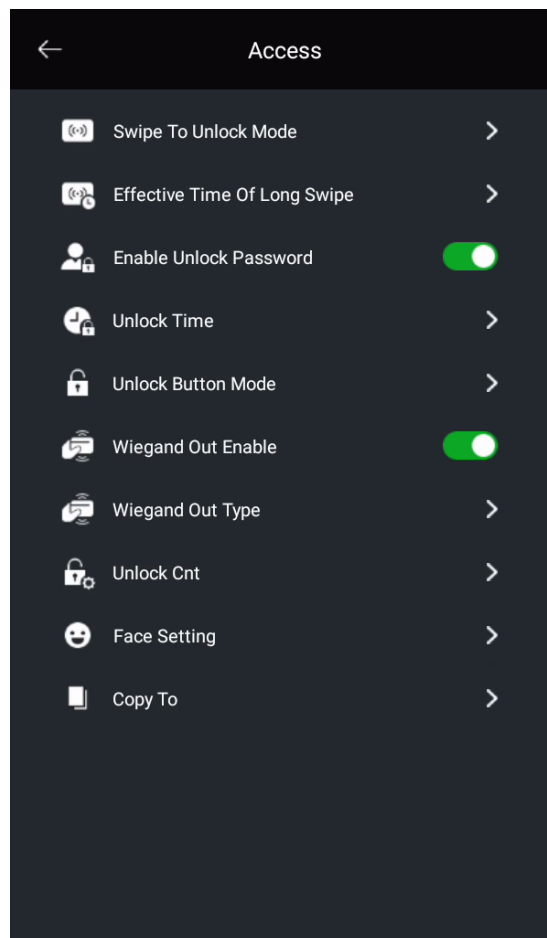 Access
Swipe To Unlock Mode
Effective Time Of Long Swipe
Enable Unlock Password
Unlock Time
Unlock Button Mode
Wiegand Out Enable
Wiegand Out Type
Unlock Cnt
Face Setting
Copy To